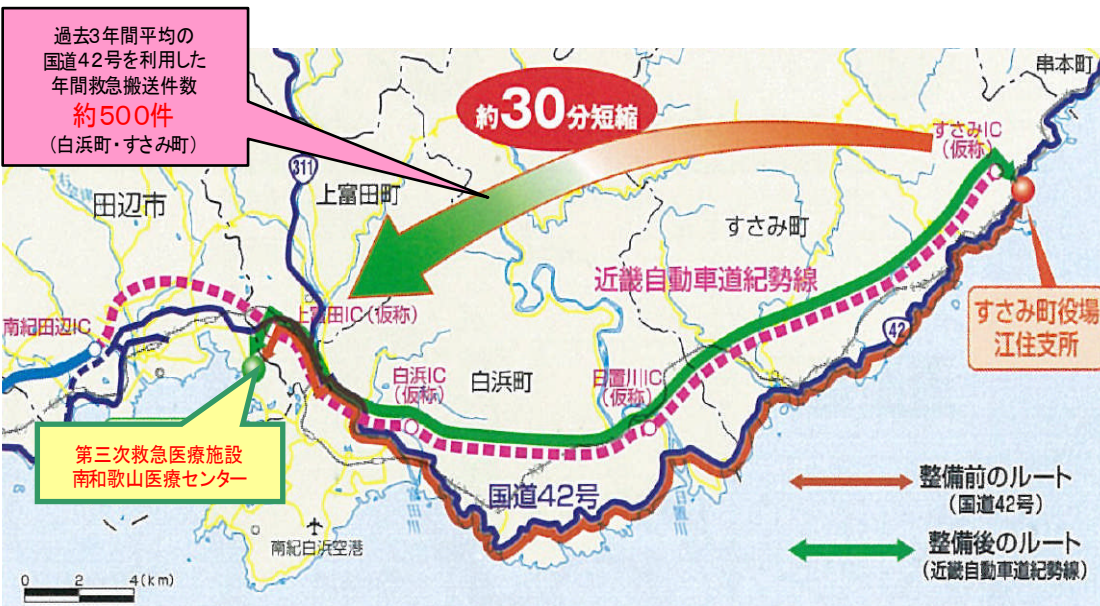 過去3年間平均の
国道42号を利用した
年間救急搬送件数
約500件
(白浜町・すさみ町)
約30分短縮
串本町
すさみIC
(仮称)
311
上富田町
田辺市
すさみ町
近畿自動車道紀勢線
南紀田辺IC
上富田IC(仮称)
42
すさみ町役場
江住支所
白浜IC
(仮称)
白浜町
日置川IC
(仮称)
第三次救急医療施設
南和歌山医療センター
国道42号
富田川
日置川
南紀白浜空港
整備前のルート
(国道42号)
整備後のルート
(近畿自動車道紀勢線)
0 2 4(km)